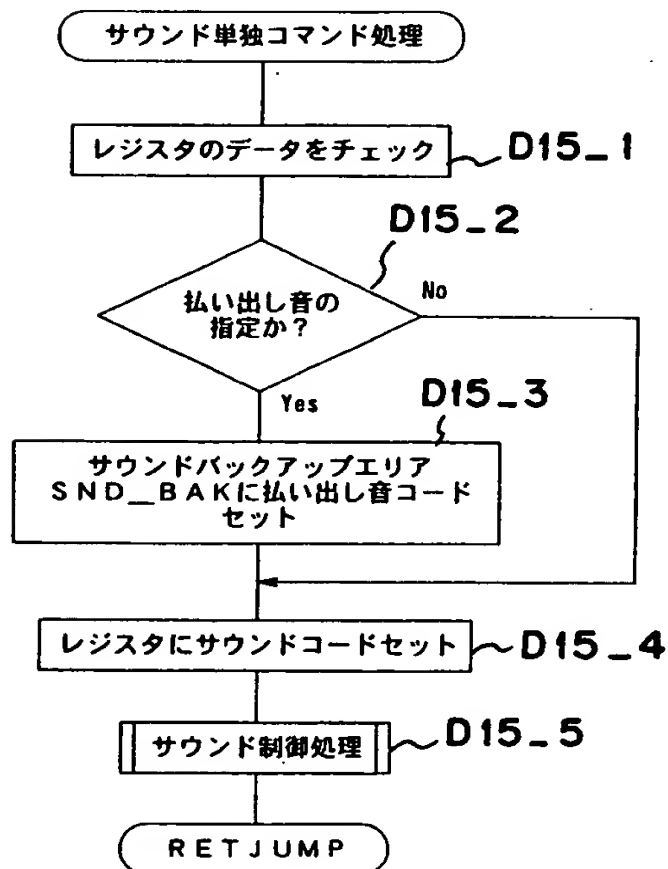 サウンド単独コマンド処理
レジスタのデータをチェック
D15_1
D15_2
払い出し音の
指定か？
No
Yes
D15_3
サウンドバックアップエリア
SND__BAKに払い出し音コード
セット
レジスタにサウンドコードセット
D15_4
サウンド制御処理
D15_5
RETJUMP